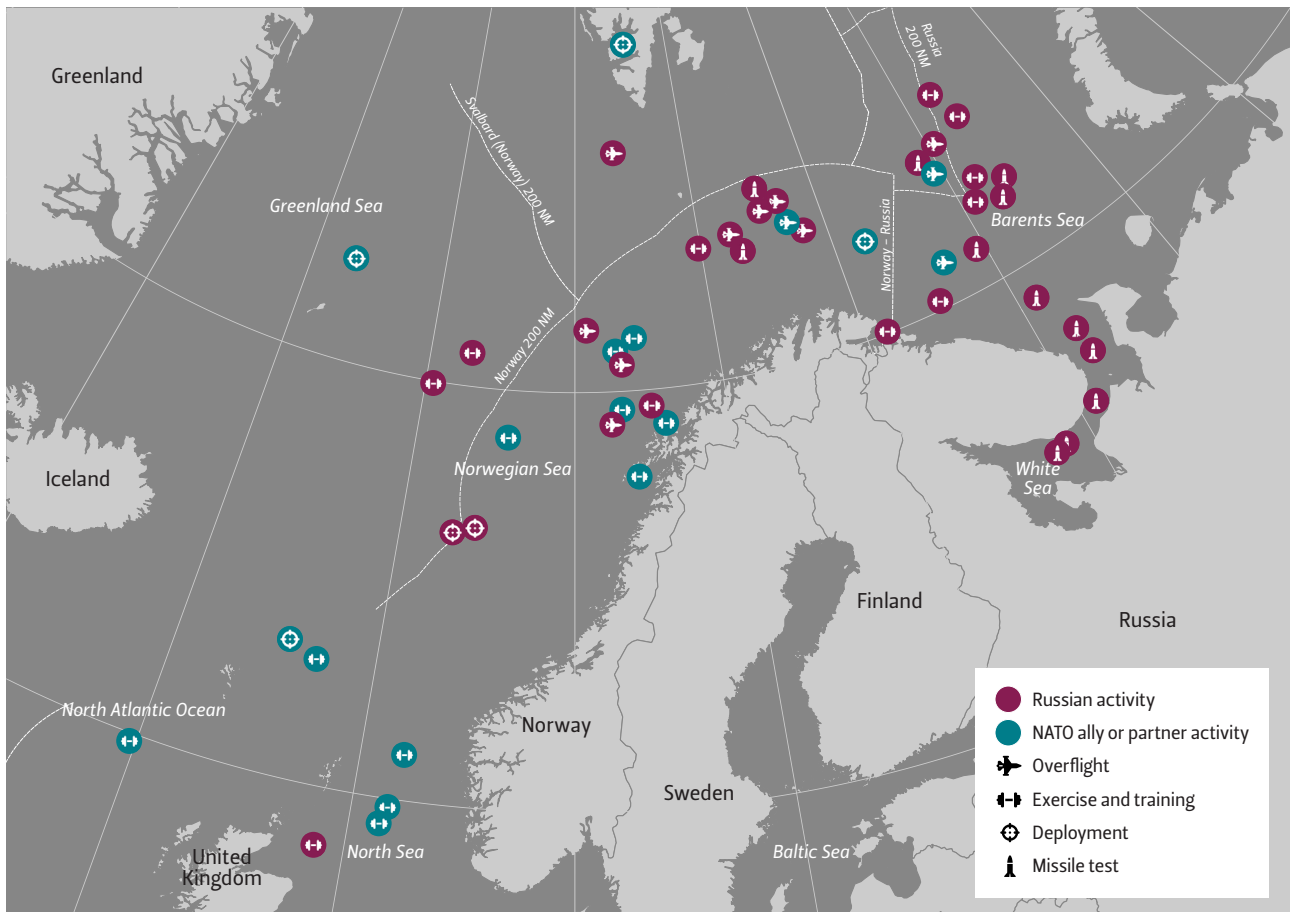 Greenland
Russia
200 NM
Svalbard (Norway) 200 NM
Greenland Sea
Barents Sea
Norway – Russia
Norway 200 NM
Iceland
Norwegian Sea
White
Sea
Finland
Russia
North Atlantic Ocean
Norway
Sweden
United
Kingdom
North Sea
Baltic Sea
Russian activity
NATO ally or partner activity
Overflight
Exercise and training
Deployment
Missile test